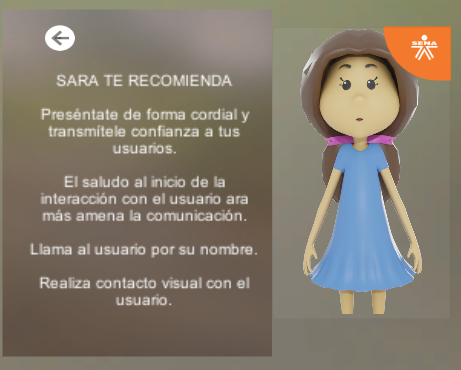 SENA
SARA TE RECOMIENDA
Preséntate de forma cordial y
transmítele confianza a tus
usuarios.
El saludo al inicio de la
interacción con el usuario ara
más amena la comunicación.
Llama al usuario por su nombre.
Realiza contacto visual con el
usuario.